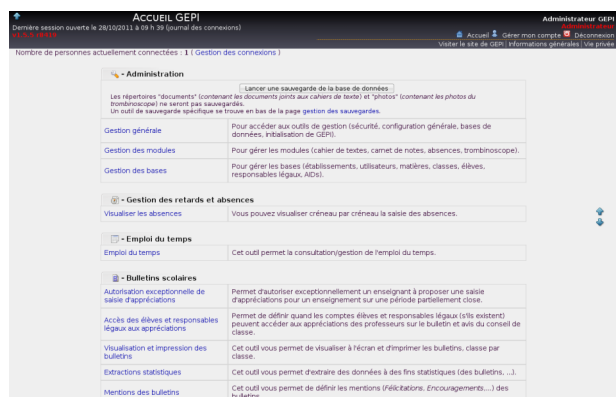 Accueil GEPI
Administrateur GEPI
Dernière session ouverte le 28/10/2011 à 09 h 39 (journal des connexions)
Administrateur
Accueil Gérer mon compte Déconnexion
Visiter le site de GEPI | Informations générales | Vie privée
Nombre de personnes actuellement connectées : 1 ( Gestion des connexions )
- Administration
Lancer une sauvegarde de la base de données
Les répertoires "documents" (contenant les documents joints aux cahiers de texte) et "photos" (contenant les photos du
trombinoscope) ne seront pas sauvegardés.
Un outil de sauvegarde spécifique se trouve en bas de la page gestion des sauvegardes.
Gestion générale
Pour accéder aux outils de gestion (sécurité, configuration générale, bases de
données, initialisation de GEPI).
Gestion des modules
Pour gérer les modules (cahier de textes, carnet de notes, absences, trombinoscope).
Gestion des bases
Pour gérer les bases (établissements, utilisateurs, matières, classes, élèves,
responsables légaux, AIDs).
- Gestion des retards et absences
Visualiser les absences
Vous pouvez visualiser créneau par créneau la saisie des absences.
- Emploi du temps
Emploi du temps
Cet outil permet la consultation/gestion de l'emploi du temps.
- Bulletins scolaires
Autorisation exceptionnelle de
saisie d'appréciations
Permet d'autoriser exceptionnellement un enseignant à proposer une saisie
d'appréciations pour un enseignement sur une période partiellement close.
Accès des élèves et responsables
légaux aux appréciations
Permet de définir quand les comptes élèves et responsables légaux (s'ils existent)
peuvent accéder aux appréciations des professeurs sur le bulletin et avis du conseil de
classe.
Visualisation et impression des
bulletins
Cet outil vous permet de visualiser à l'écran et d'imprimer les bulletins, classe par
classe.
Extractions statistiques
Cet outil vous permet d'extraire des données à des fins statistiques (des bulletins, ...).
Mentions des bulletins
Cet outil vous permet de définir les mentions (Félicitations, Encouragements,...) des
bulletins.